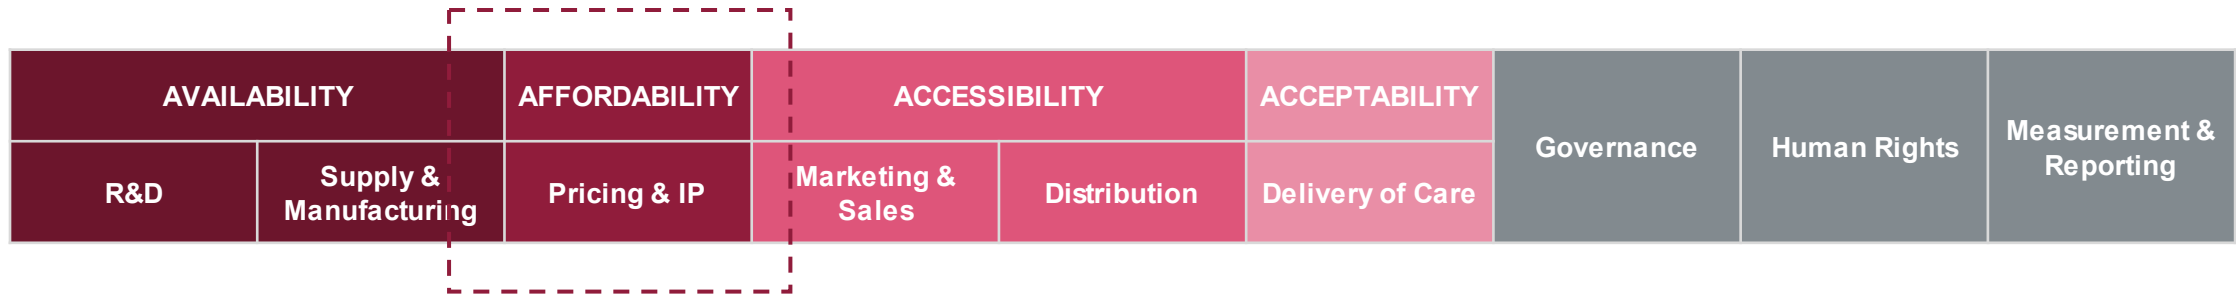 AVAILABILITY
AFFORDABILITY
ACCESSIBILITY
ACCEPTABILITY
R&D
Supply &
Manufacturing
Pricing & IP
Marketing &
Sales
Distribution
Delivery of Care
Governance
Human Rights
Measurement &
Reporting